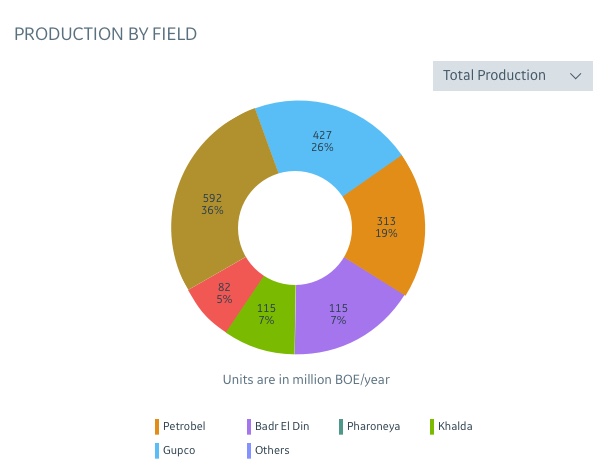 PRODUCTION BY FIELD
Total Production
427
26%
592
36%
313
19%
82
5%
115
7%
115
7%
Units are in million BOE/year
Petrobel
Badr El Din
Pharoneya
Khalda
Gupco
Others